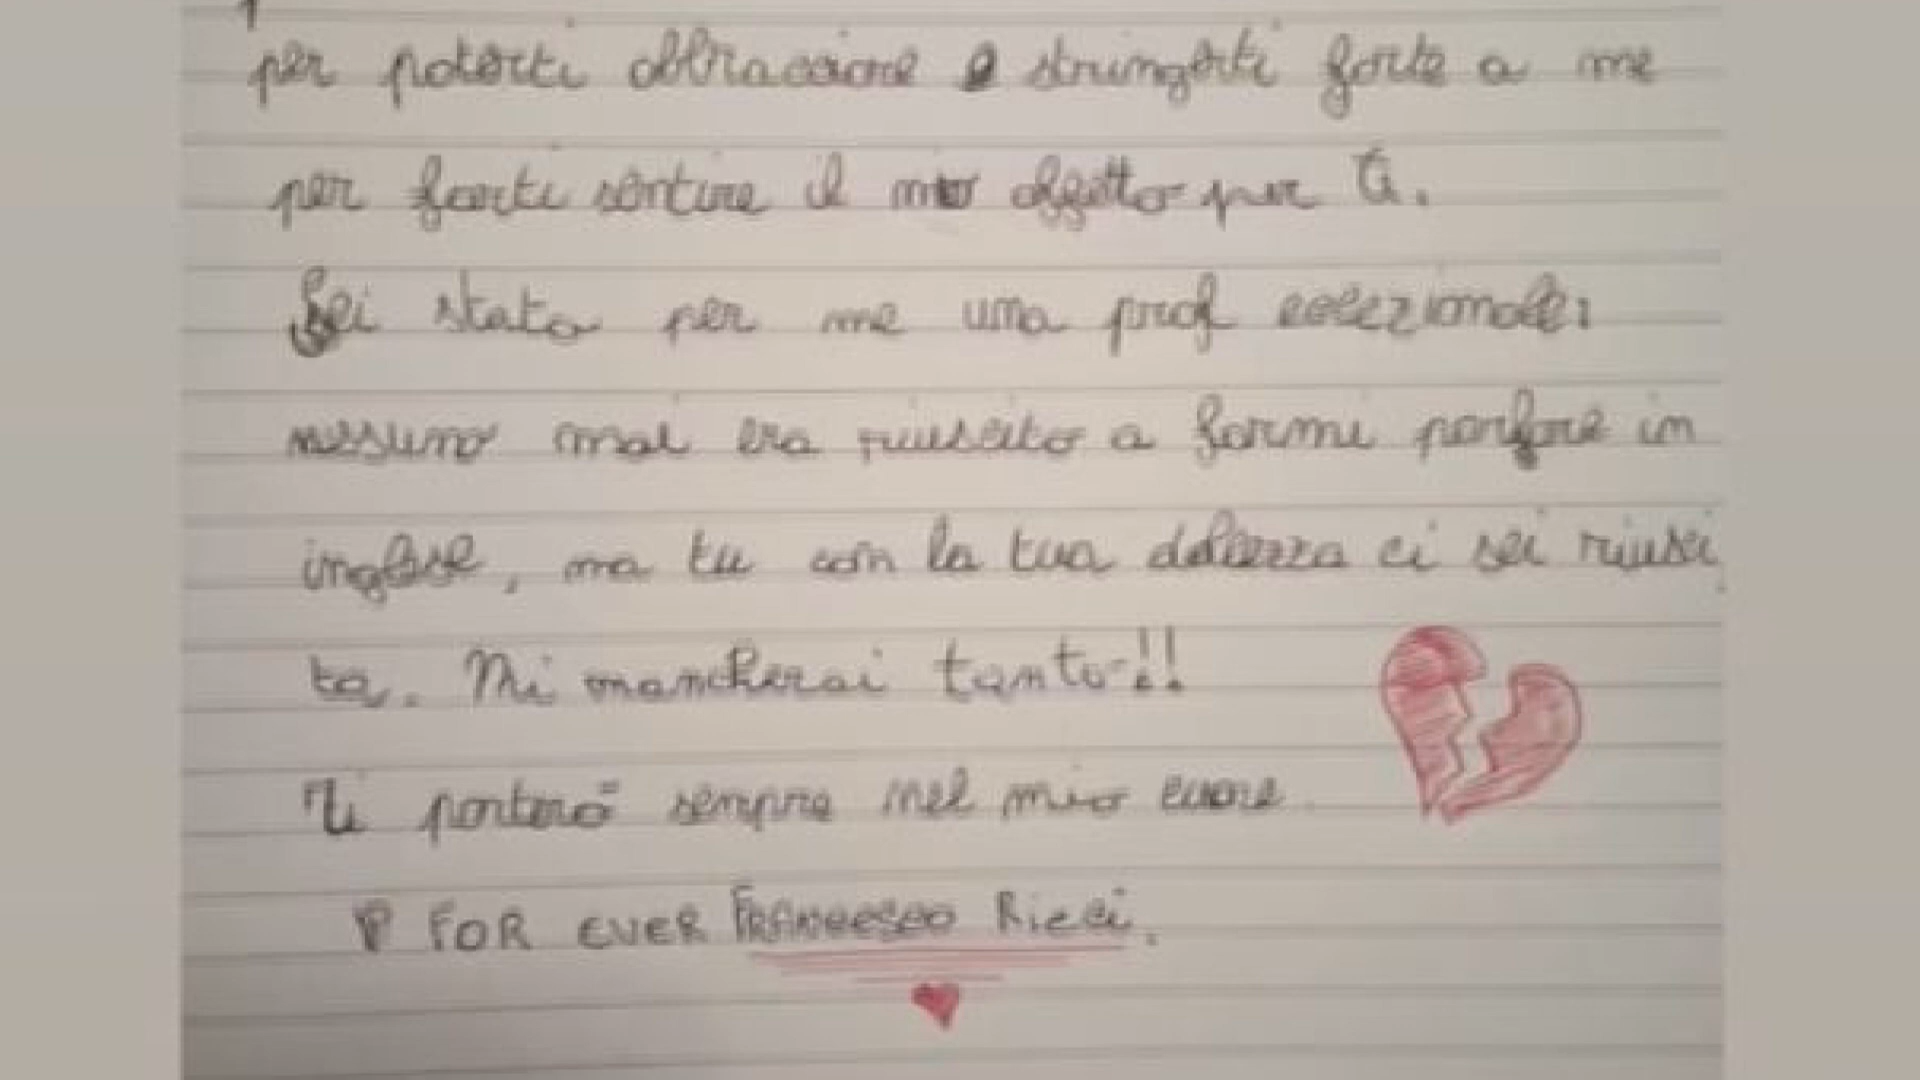 per poterti abbracciare e stringerti forte a me
per farti sentire il mio affetto per te.
Sei stata per me una prof eccezionale:
nessuno mai era riuscito a farmi parlare in
inglese, ma tu con la tua dolcezza ci sei riusci
ta. Mi mancherai tanto!!
Ti porterò sempre nel mio cuore.
FOR EVER FRANCESCO Ricci.